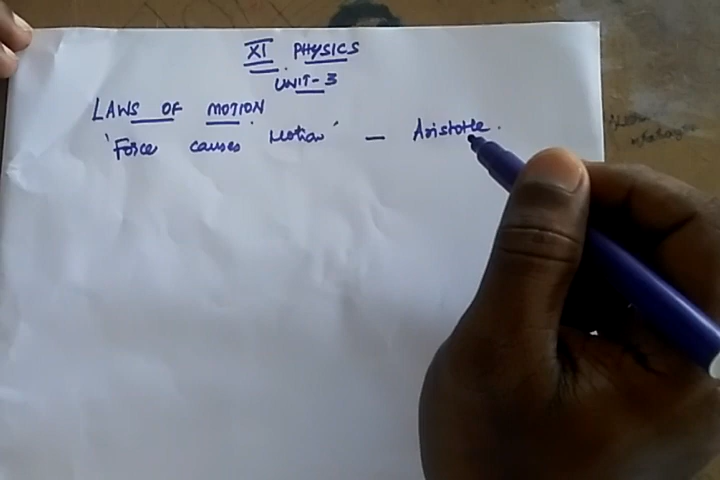 XI PHYSICS
UNIT-3
LAWS OF MOTION
'Force causes Motion' – Aristotle.